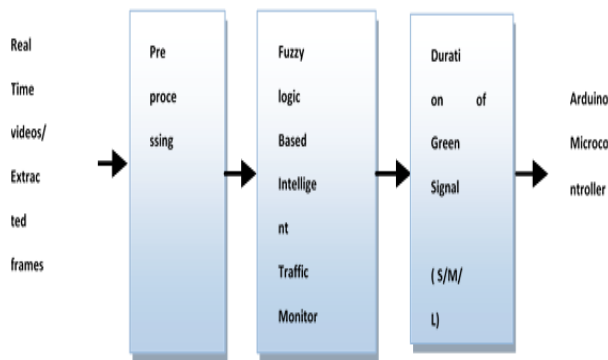 Real
Time
videos/
Extrac
ted
frames
Pre
proce
ssing
Fuzzy
logic
Based
Intellige
nt
Traffic
Monitor
Durati
on of
Green
Signal
( S/M/
L)
Arduino
Microco
ntroller